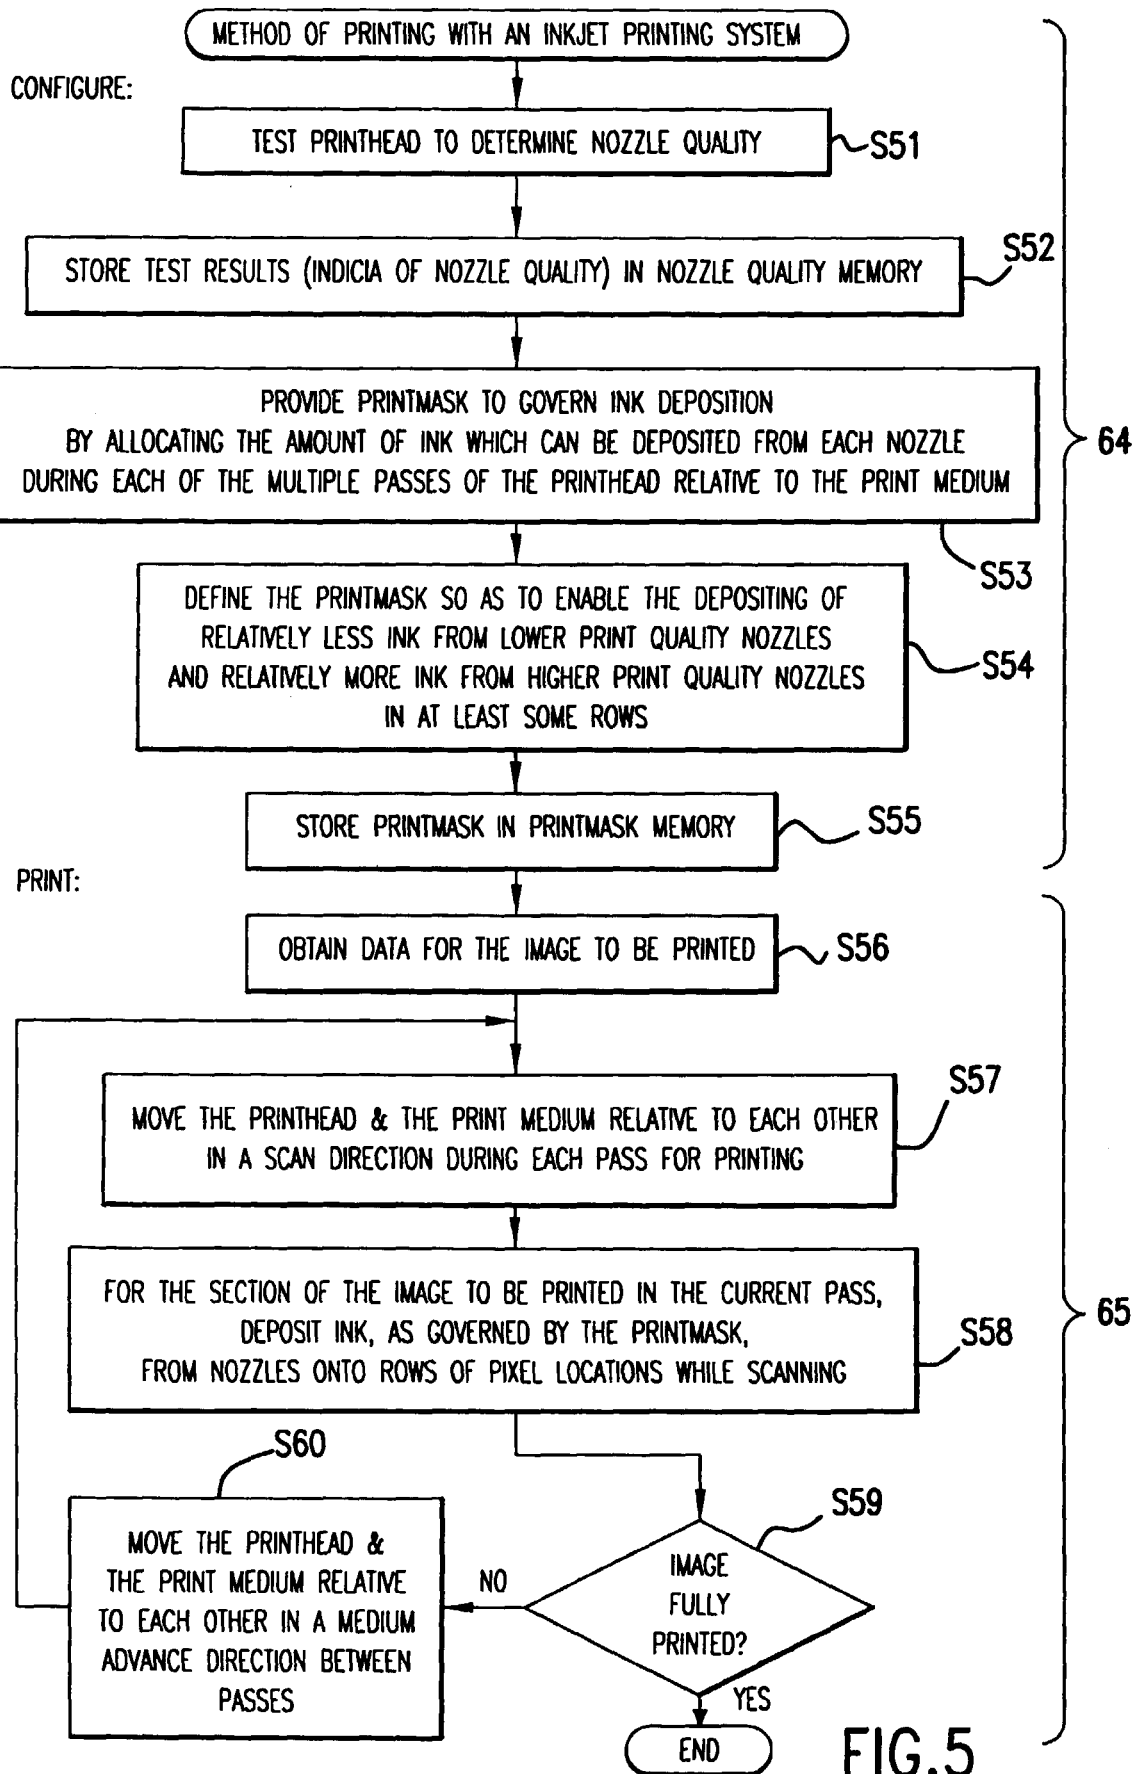 METHOD OF PRINTING WITH AN INKJET PRINTING SYSTEM
CONFIGURE:
TEST PRINTHEAD TO DETERMINE NOZZLE QUALITY
S51
STORE TEST RESULTS (INDICIA OF NOZZLE QUALITY) IN NOZZLE QUALITY MEMORY
S52
PROVIDE PRINTMASK TO GOVERN INK DEPOSITION
BY ALLOCATING THE AMOUNT OF INK WHICH CAN BE DEPOSITED FROM EACH NOZZLE
DURING EACH OF THE MULTIPLE PASSES OF THE PRINTHEAD RELATIVE TO THE PRINT MEDIUM
64
S53
DEFINE THE PRINTMASK SO AS TO ENABLE THE DEPOSITING OF
RELATIVELY LESS INK FROM LOWER PRINT QUALITY NOZZLES
AND RELATIVELY MORE INK FROM HIGHER PRINT QUALITY NOZZLES
IN AT LEAST SOME ROWS
S54
STORE PRINTMASK IN PRINTMASK MEMORY
S55
PRINT:
OBTAIN DATA FOR THE IMAGE TO BE PRINTED
S56
MOVE THE PRINTHEAD & THE PRINT MEDIUM RELATIVE TO EACH OTHER
IN A SCAN DIRECTION DURING EACH PASS FOR PRINTING
S57
FOR THE SECTION OF THE IMAGE TO BE PRINTED IN THE CURRENT PASS,
DEPOSIT INK, AS GOVERNED BY THE PRINTMASK,
FROM NOZZLES ONTO ROWS OF PIXEL LOCATIONS WHILE SCANNING
S58
65
S60
MOVE THE PRINTHEAD &
THE PRINT MEDIUM RELATIVE
TO EACH OTHER IN A MEDIUM
ADVANCE DIRECTION BETWEEN
PASSES
NO
IMAGE
FULLY
PRINTED?
S59
YES
END
FIG.5